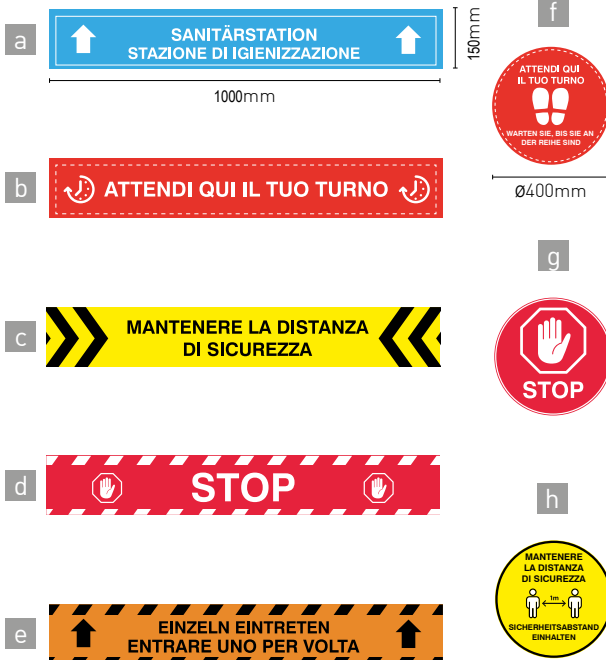 a
SANITÄRSTATION
STAZIONE DI IGIENIZZAZIONE
150mm
1000mm
b
ATTENDI QUI IL TUO TURNO
c
MANTENERE LA DISTANZA
DI SICUREZZA
d
STOP
e
EINZELN EINTRETEN
ENTRARE UNO PER VOLTA
f
ATTENDI QUI
IL TUO TURNO
WARTEN SIE, BIS SIE AN
DER REIHE SIND
Ø400mm
g
STOP
h
MANTENERE
LA DISTANZA
DI SICUREZZA
1m
SICHERHEITSABSTAND
EINHALTEN